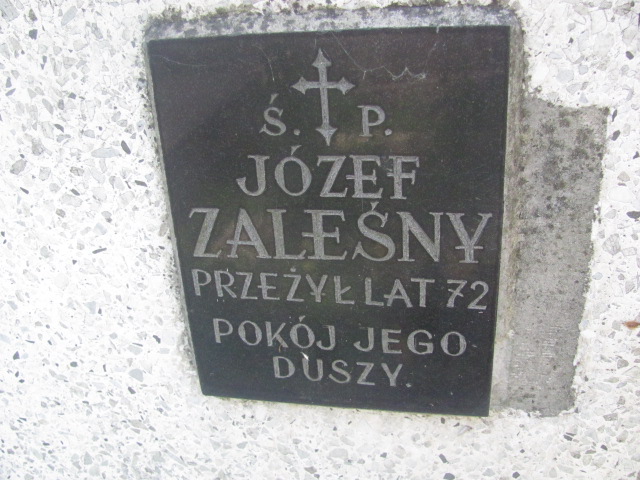 Ś. P.
JÓZEF
ZALEŚNY
PRZEŻYŁ LAT 72
POKÓJ JEGO
DUSZY.